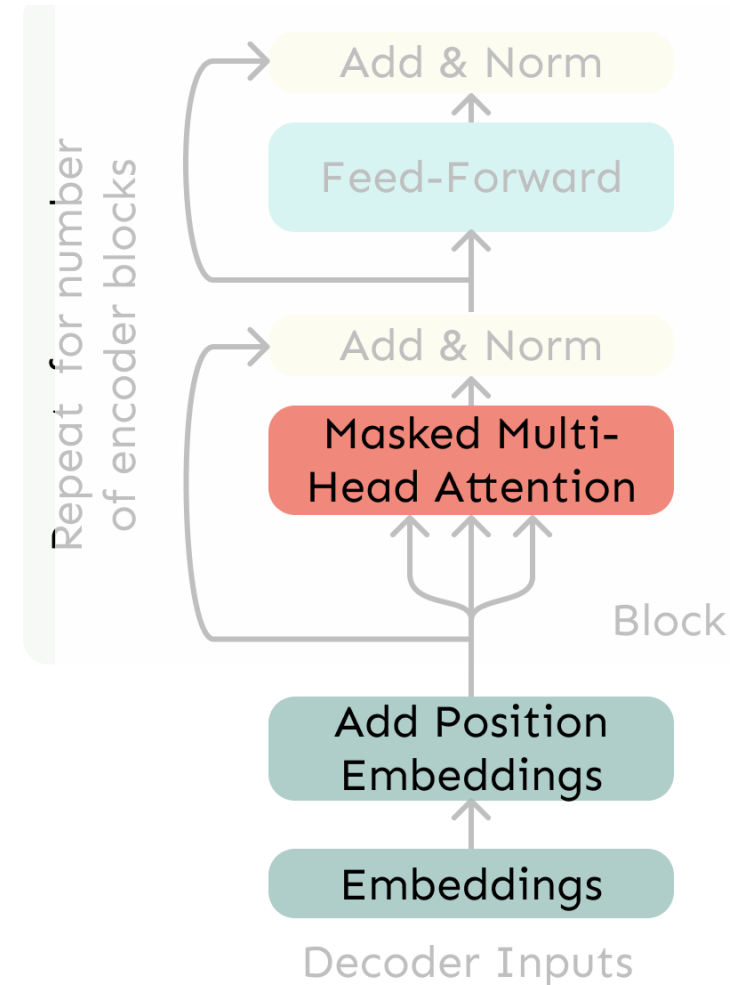 Add & Norm
Feed-Forward
Add & Norm
Masked Multi-
Head Attention
Repeat for number
of encoder blocks
Block
Add Position
Embeddings
Embeddings
Decoder Inputs